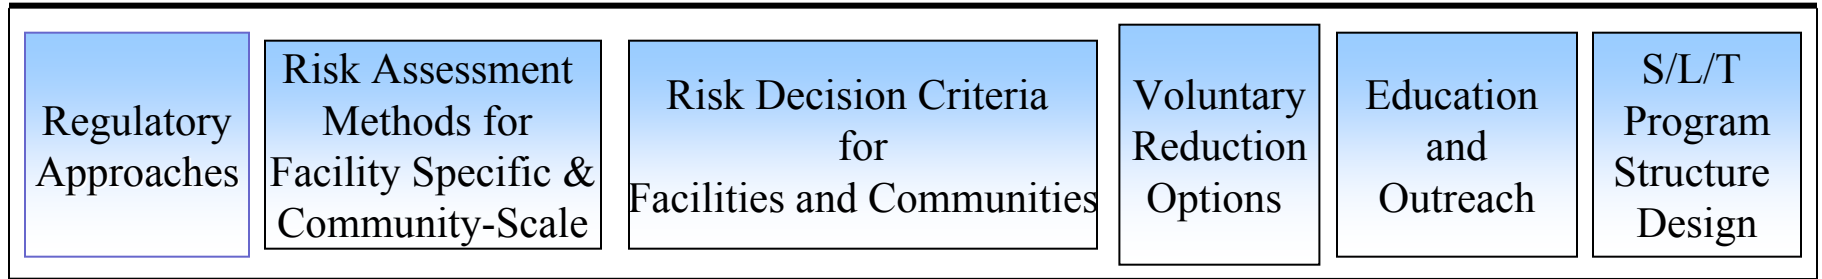 Regulatory
Approaches
Risk Assessment
Methods for
Facility Specific &
Community-Scale
Risk Decision Criteria
for
Facilities and Communities
Voluntary
Reduction
Options
Education
and
Outreach
S/L/T
Program
Structure
Design